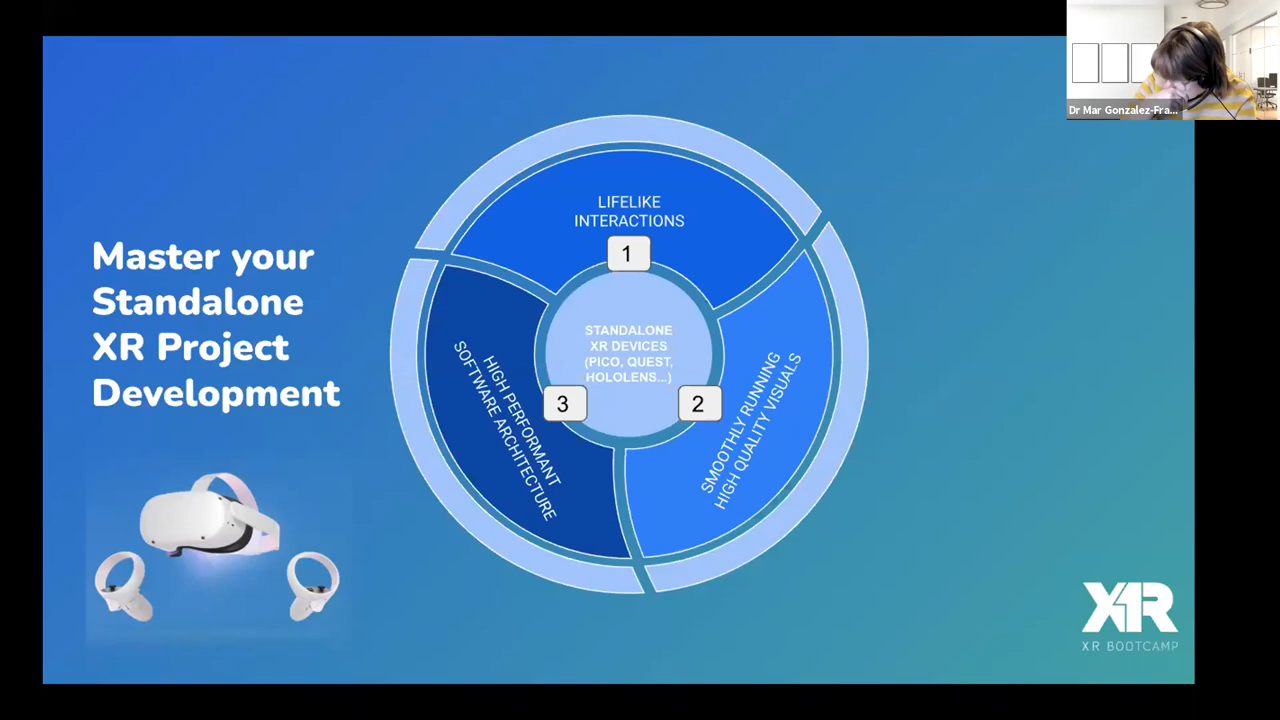 Dr Mar Gonzalez-Fra...
Master your
Standalone
XR Project
Development
LIFELIKE
INTERACTIONS
1
STANDALONE
XR DEVICES
(PICO, QUEST,
HOLOLENS...)
3
2
HIGH PERFORMANT
SOFTWARE ARCHITECTURE
SMOOTHLY RUNNING
HIGH QUALITY VISUALS
XR
XR BOOTCAMP